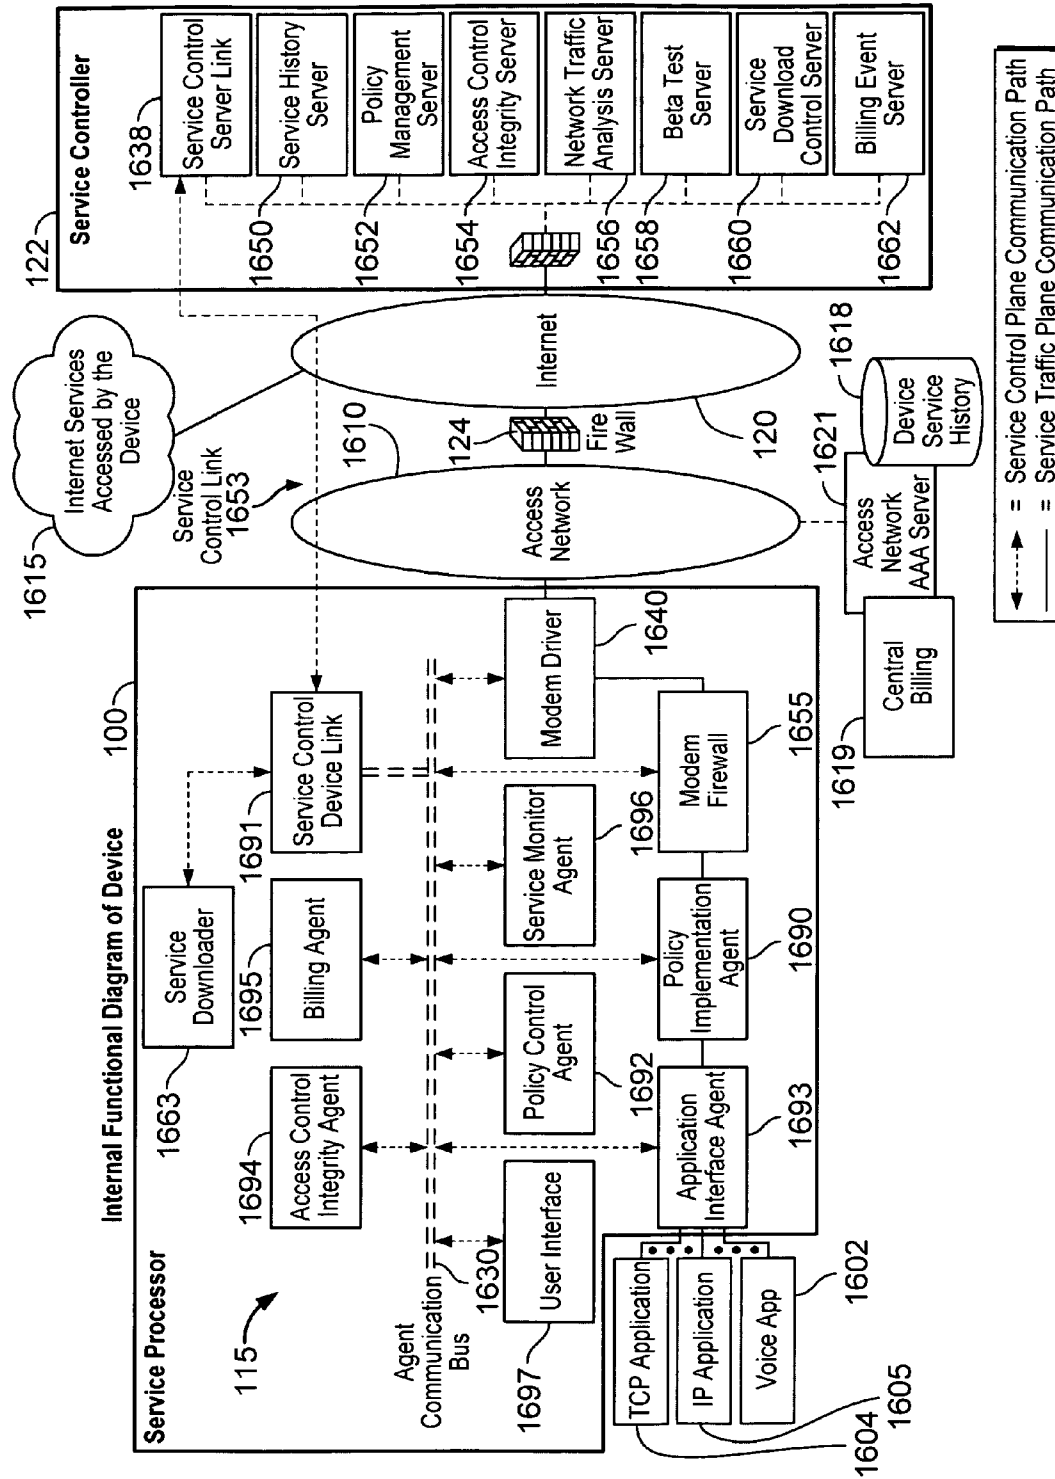 Internal Functional Diagram of Device
Service Processor
100
115
1663
Service
Downloader
1694
Access Control
Integrity Agent
1695
Billing Agent
1691
Service Control
Device Link
Agent
Communication
Bus
1630
1697
User Interface
Policy Control
Agent
1692
Service Monitor
Agent
1696
Modem Driver
1640
Application
Interface Agent
1693
Policy
Implementation
Agent
1690
Modem
Firewall
1655
TCP Application
IP Application
Voice App
1604
1605
1602
1615
Internet Services
Accessed by the
Device
Service
Control Link
1653
1610
Access
Network
124
Fire
Wall
Internet
120
1619
Central
Billing
Access
Network
AAA Server
1621
Device
Service
History
1618
122
Service Controller
1638
Service Control
Server Link
1650
Service History
Server
1652
Policy
Management
Server
1654
Access Control
Integrity Server
1656
Network Traffic
Analysis Server
1658
Beta Test
Server
1660
Service
Download
Control Server
1662
Billing Event
Server
= Service Control Plane Communication Path
= Service Traffic Plane Communication Path